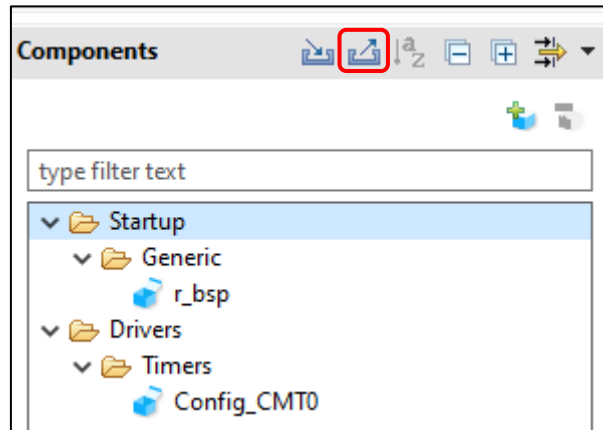 Components
a
z
type filter text
Startup
Generic
r_bsp
Drivers
Timers
Config_CMT0